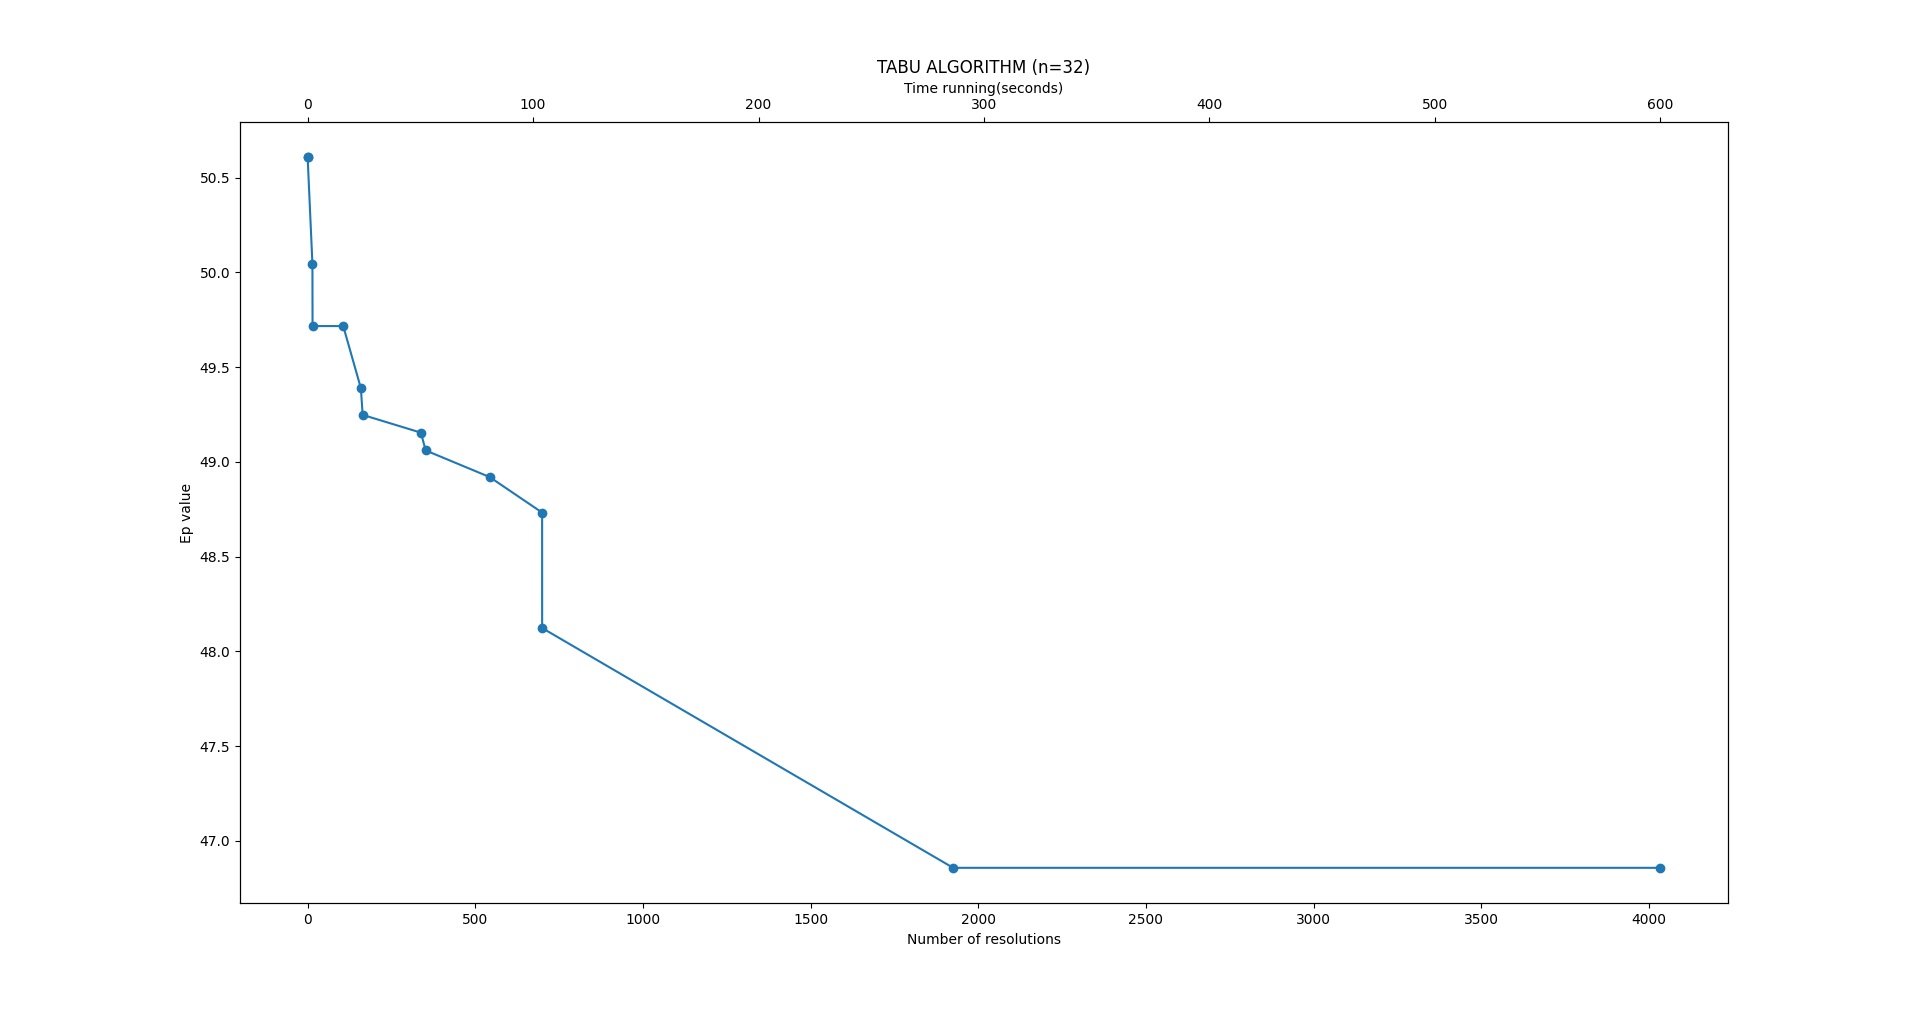 TABU ALGORITHM (n=32)
Time running(seconds)
0 100 200 300 400 500 600
50.5
50.0
49.5
49.0
48.5
48.0
47.5
47.0
Ep value
0 500 1000 1500 2000 2500 3000 3500 4000
Number of resolutions